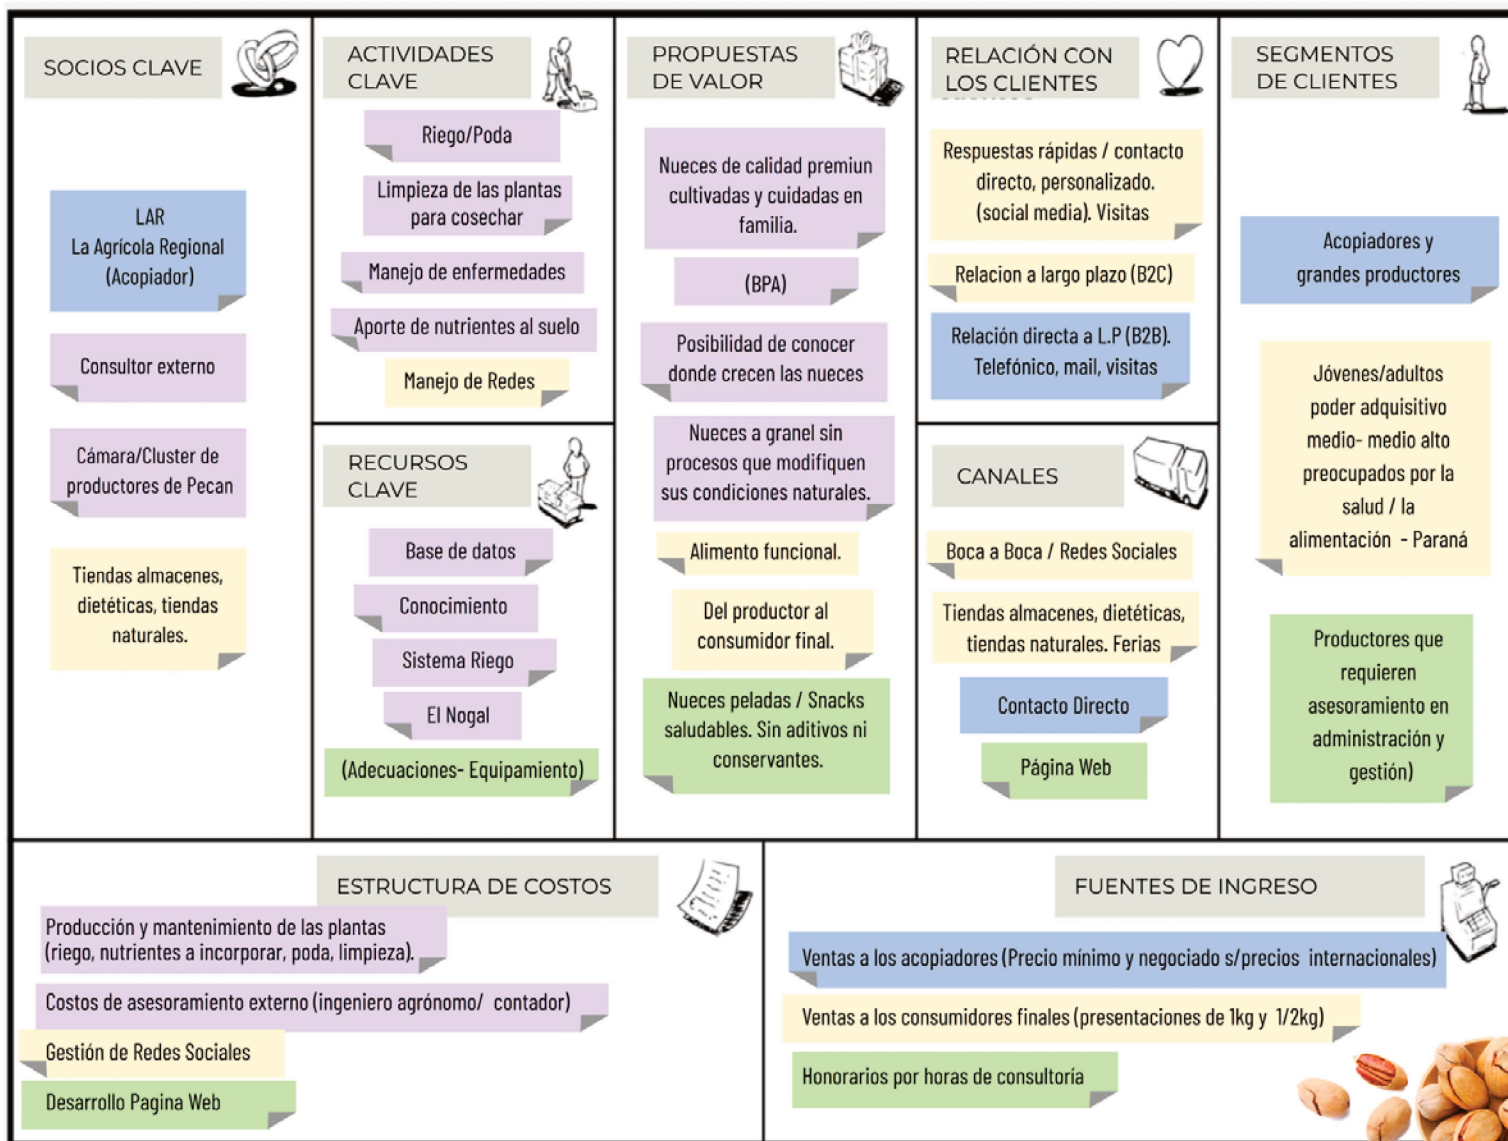 SOCIOS CLAVE
LAR
La Agrícola Regional
(Acopiador)
Consultor externo
Cámara/Cluster de
productores de Pecan
Tiendas almacenes,
dietéticas, tiendas
naturales.
ACTIVIDADES
CLAVE
Riego/Poda
Limpieza de las plantas
para cosechar
Manejo de enfermedades
Aporte de nutrientes al suelo
Manejo de Redes
RECURSOS
CLAVE
Base de datos
Conocimiento
Sistema Riego
El Nogal
(Adecuaciones- Equipamiento)
PROPUESTAS
DE VALOR
Nueces de calidad premiun
cultivadas y cuidadas en
familia.
(BPA)
Posibilidad de conocer
donde crecen las nueces
Nueces a granel sin
procesos que modifiquen
sus condiciones naturales.
Alimento funcional.
Del productor al
consumidor final.
Nueces peladas / Snacks
saludables. Sin aditivos ni
conservantes.
RELACIÓN CON
LOS CLIENTES
Respuestas rápidas / contacto
directo, personalizado.
(social media). Visitas
Relacion a largo plazo (B2C)
Relación directa a L.P (B2B).
Telefónico, mail, visitas
CANALES
Boca a Boca / Redes Sociales
Tiendas almacenes, dietéticas,
tiendas naturales. Ferias
Contacto Directo
Página Web
SEGMENTOS
DE CLIENTES
Acopiadores y
grandes productores
Jóvenes/adultos
poder adquisitivo
medio- medio alto
preocupados por la
salud / la
alimentación - Paraná
Productores que
requieren
asesoramiento en
administración y
gestión)
ESTRUCTURA DE COSTOS
Producción y mantenimiento de las plantas
(riego, nutrientes a incorporar, poda, limpieza).
Costos de asesoramiento externo (ingeniero agrónomo/ contador)
Gestión de Redes Sociales
Desarrollo Pagina Web
FUENTES DE INGRESO
Ventas a los acopiadores (Precio mínimo y negociado s/precios internacionales)
Ventas a los consumidores finales (presentaciones de 1kg y 1/2kg)
Honorarios por horas de consultoría